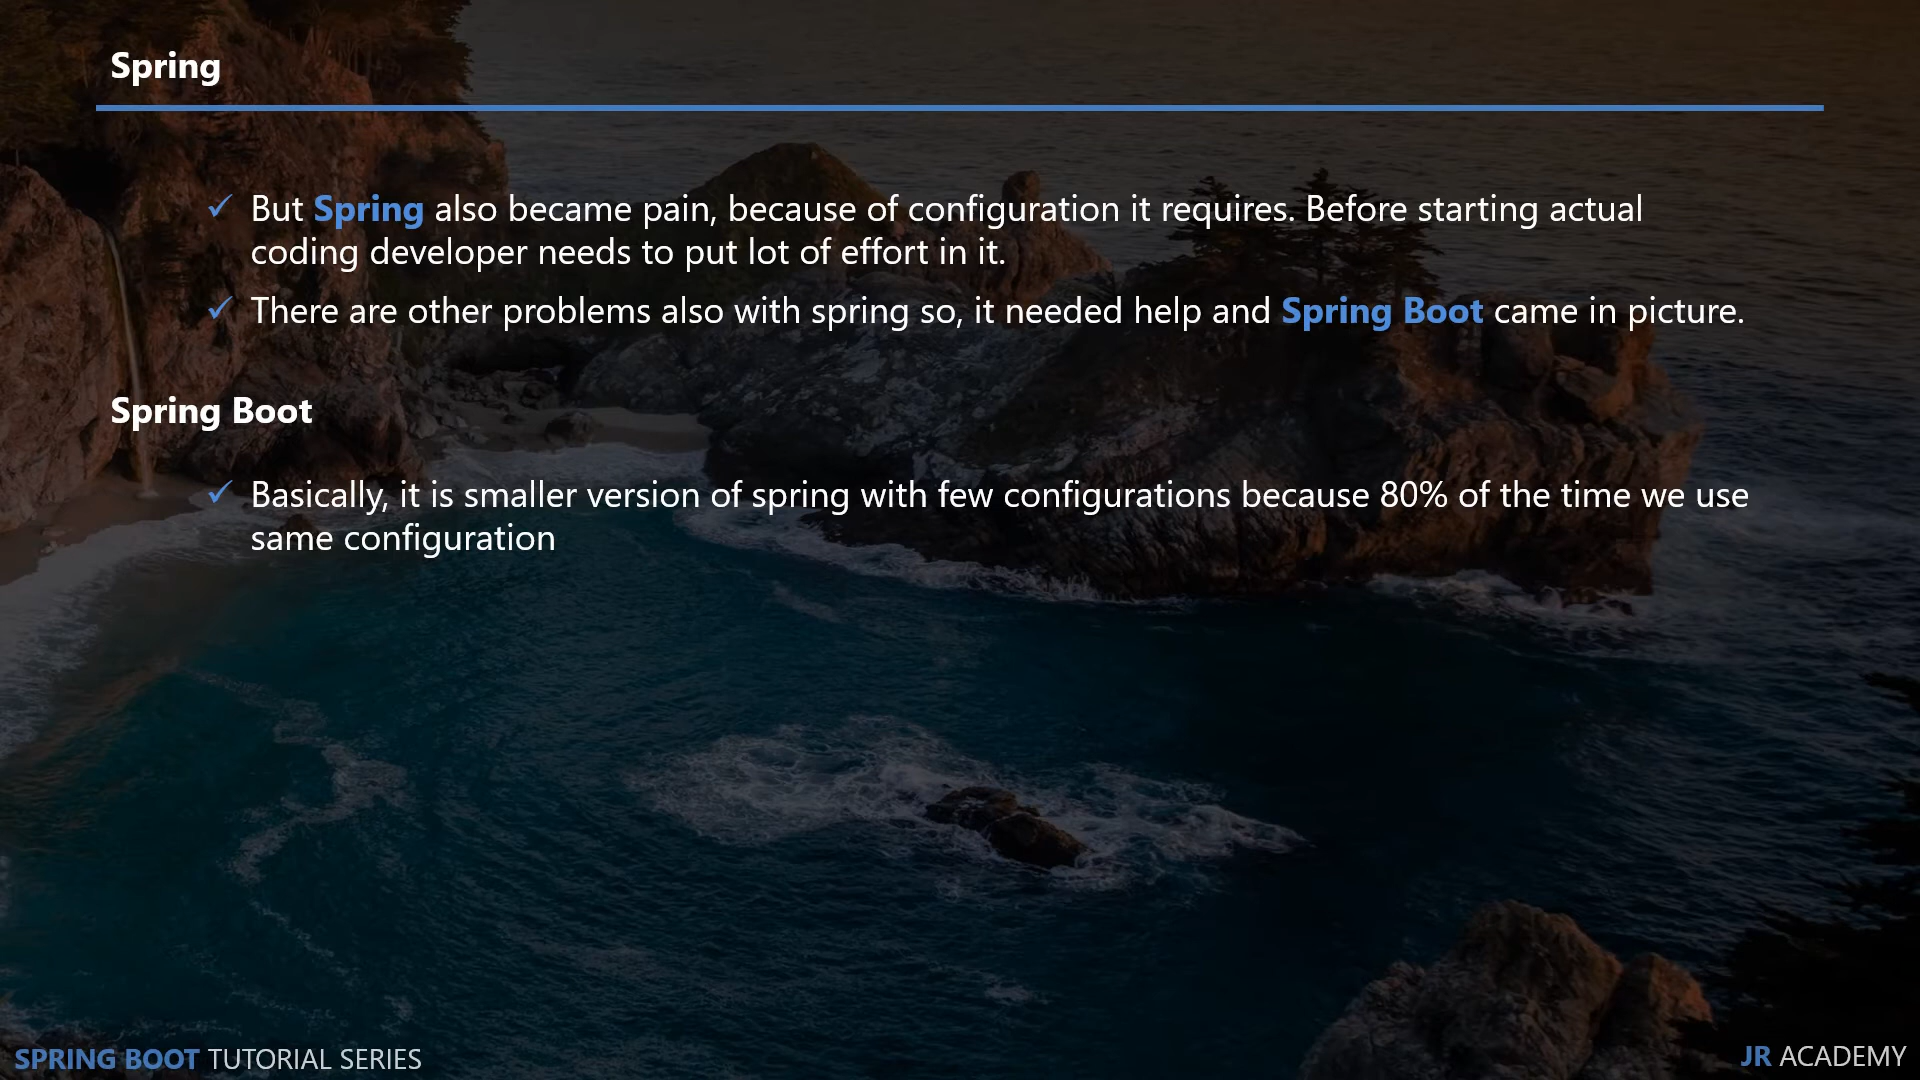 Spring
But Spring also became pain, because of configuration it requires. Before starting actual
coding developer needs to put lot of effort in it.
There are other problems also with spring so, it needed help and Spring Boot came in picture.
Spring Boot
Basically, it is smaller version of spring with few configurations because 80% of the time we use
same configuration
SPRING BOOT TUTORIAL SERIES
JR ACADEMY